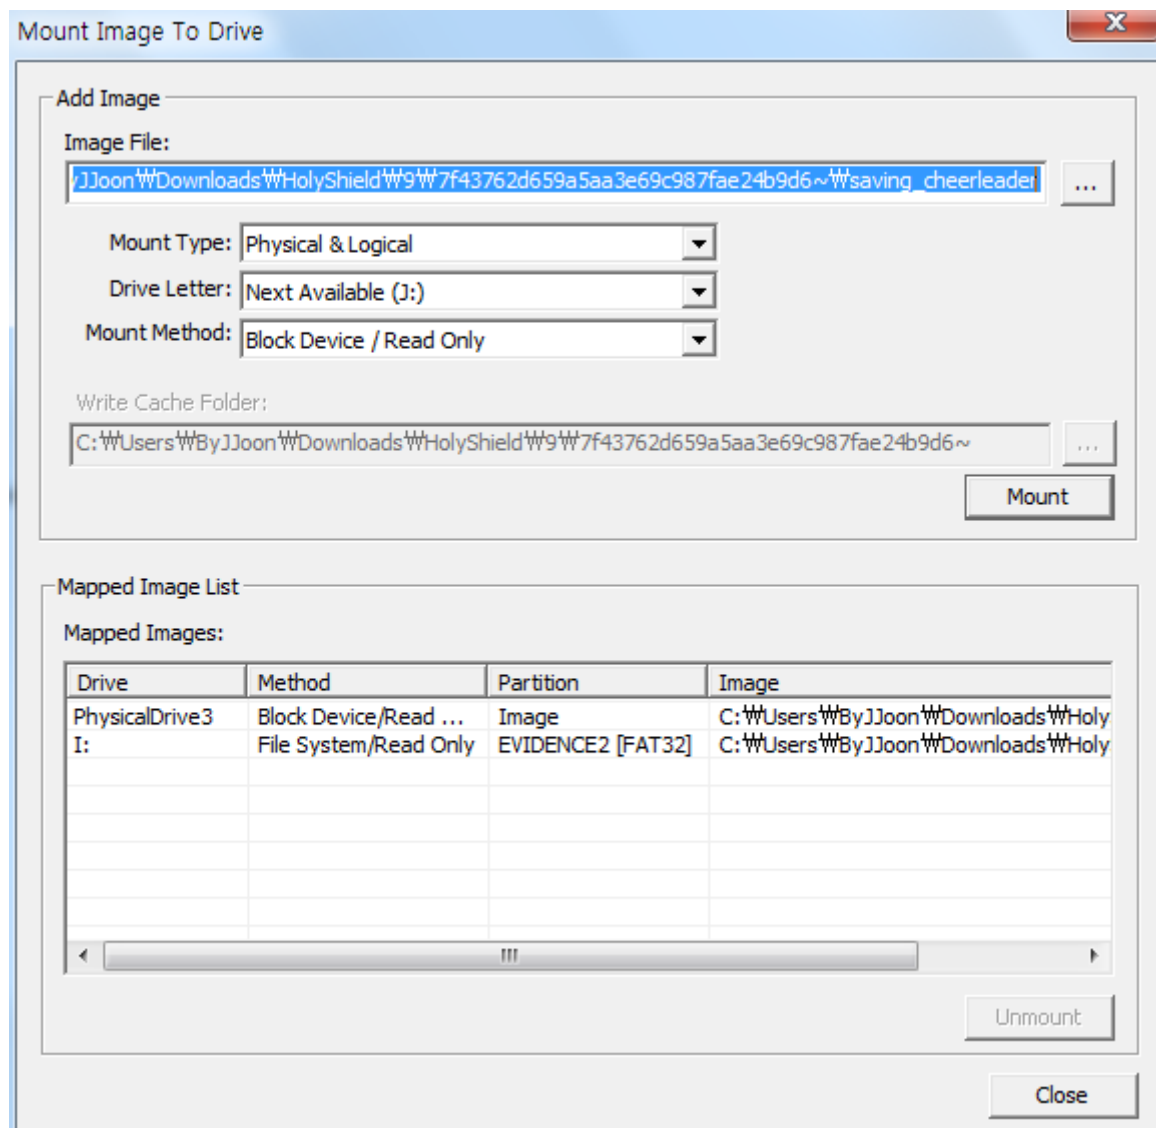 Mount Image To Drive
Add Image
Image File:
yJJoon₩Downloads₩HolyShield₩9₩7f43762d659a5aa3e69c987fae24b9d6~₩saving_cheerleader
...
Mount Type: Physical & Logical
Drive Letter: Next Available (J:)
Mount Method: Block Device / Read Only
Write Cache Folder:
C:₩Users₩ByJJoon₩Downloads₩HolyShield₩9₩7f43762d659a5aa3e69c987fae24b9d6~
...
Mount
Mapped Image List
Mapped Images:
Drive Method Partition Image
PhysicalDrive3 Block Device/Read ... Image C:₩Users₩ByJJoon₩Downloads₩Holy
I: File System/Read Only EVIDENCE2 [FAT32] C:₩Users₩ByJJoon₩Downloads₩Holy
Unmount
Close